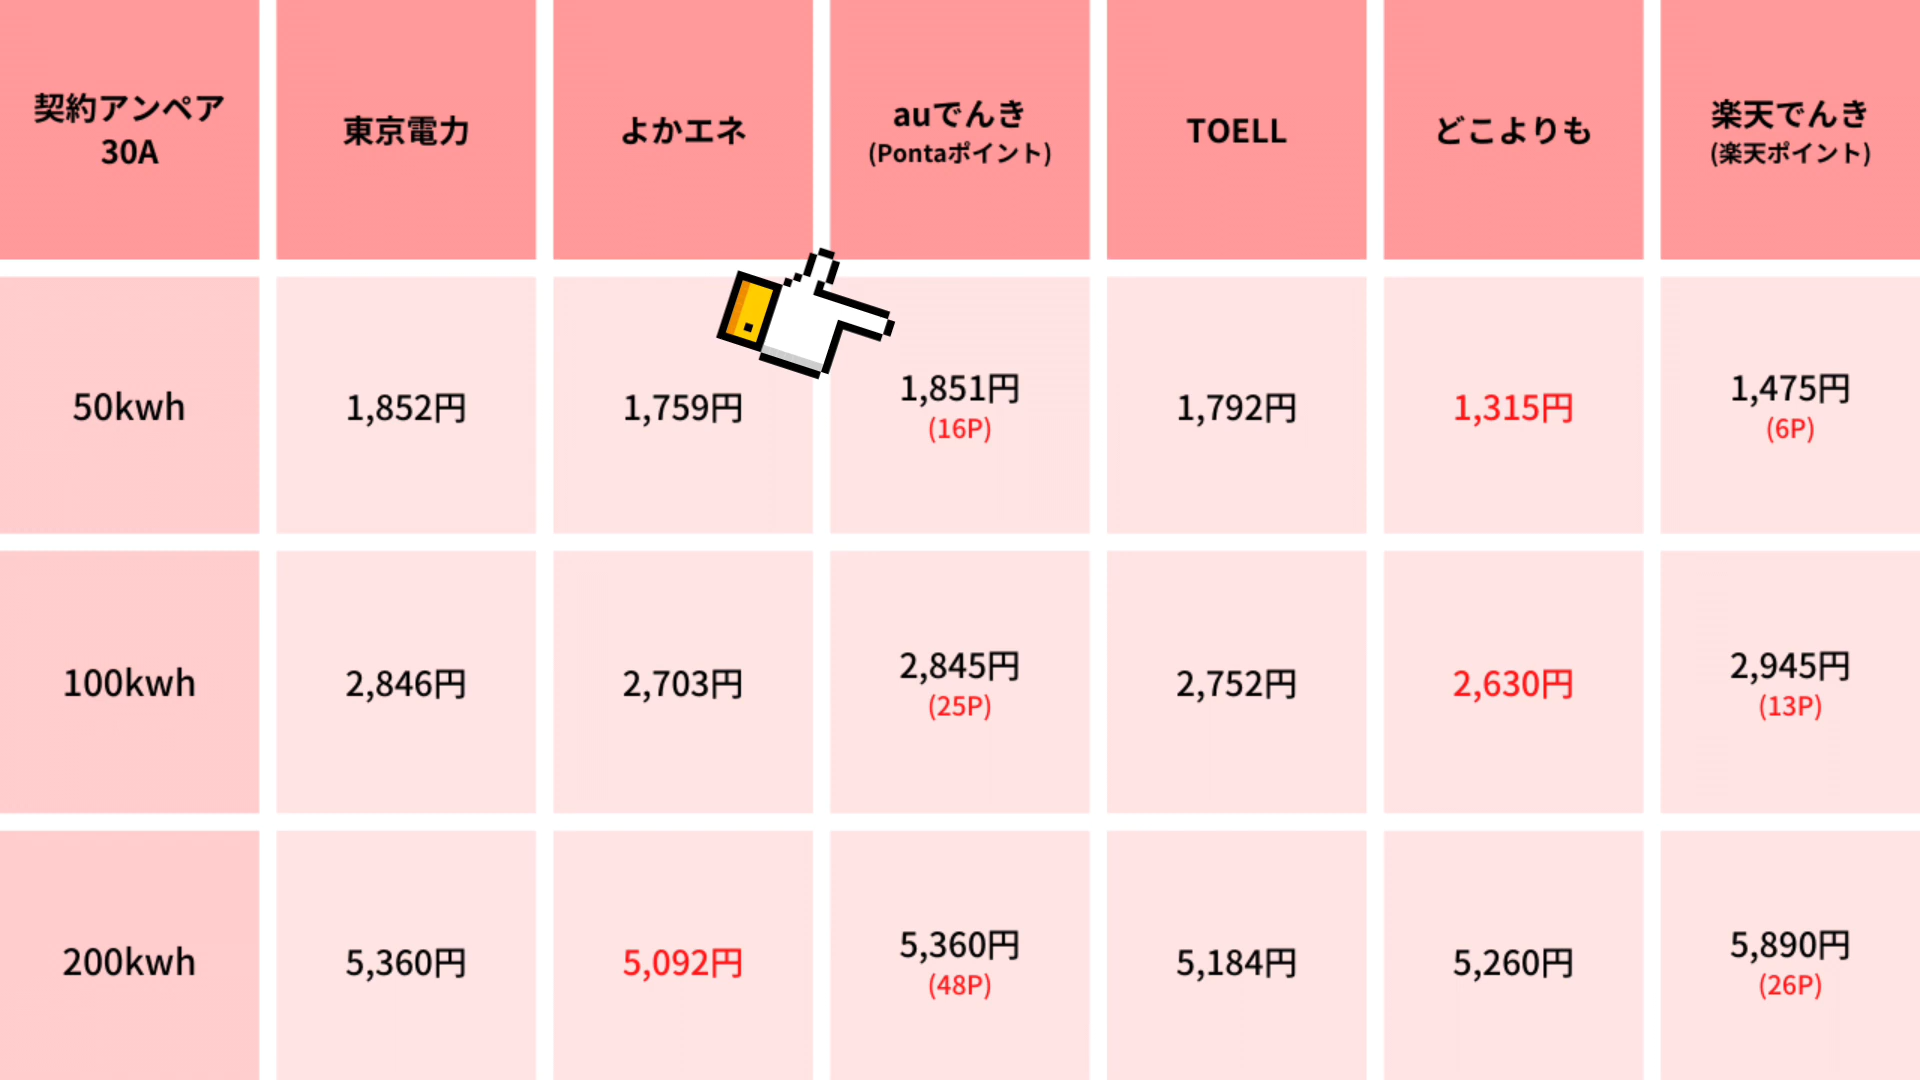 契約アンペア
30A
東京電力
よかエネ
auでんき
(Pontaポイント)
TOELL
どこよりも
楽天でんき
(楽天ポイント)
50kwh
1,852円
1,759円
1,851円
(16P)
1,792円
1,315円
1,475円
(6P)
100kwh
2,846円
2,703円
2,845円
(25P)
2,752円
2,630円
2,945円
(13P)
200kwh
5,360円
5,092円
5,360円
(48P)
5,184円
5,260円
5,890円
(26P)